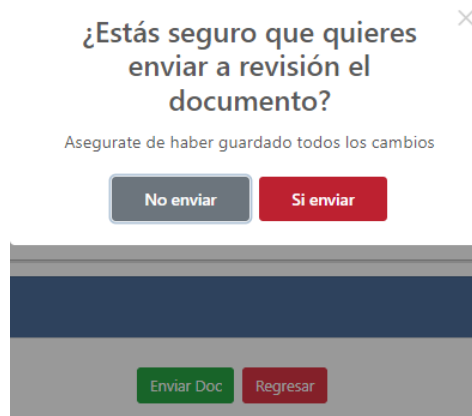 ¿Estás seguro que quieres
enviar a revisión el
documento?
Asegurate de haber guardado todos los cambios
No enviar
Si enviar
Enviar Doc
Regresar